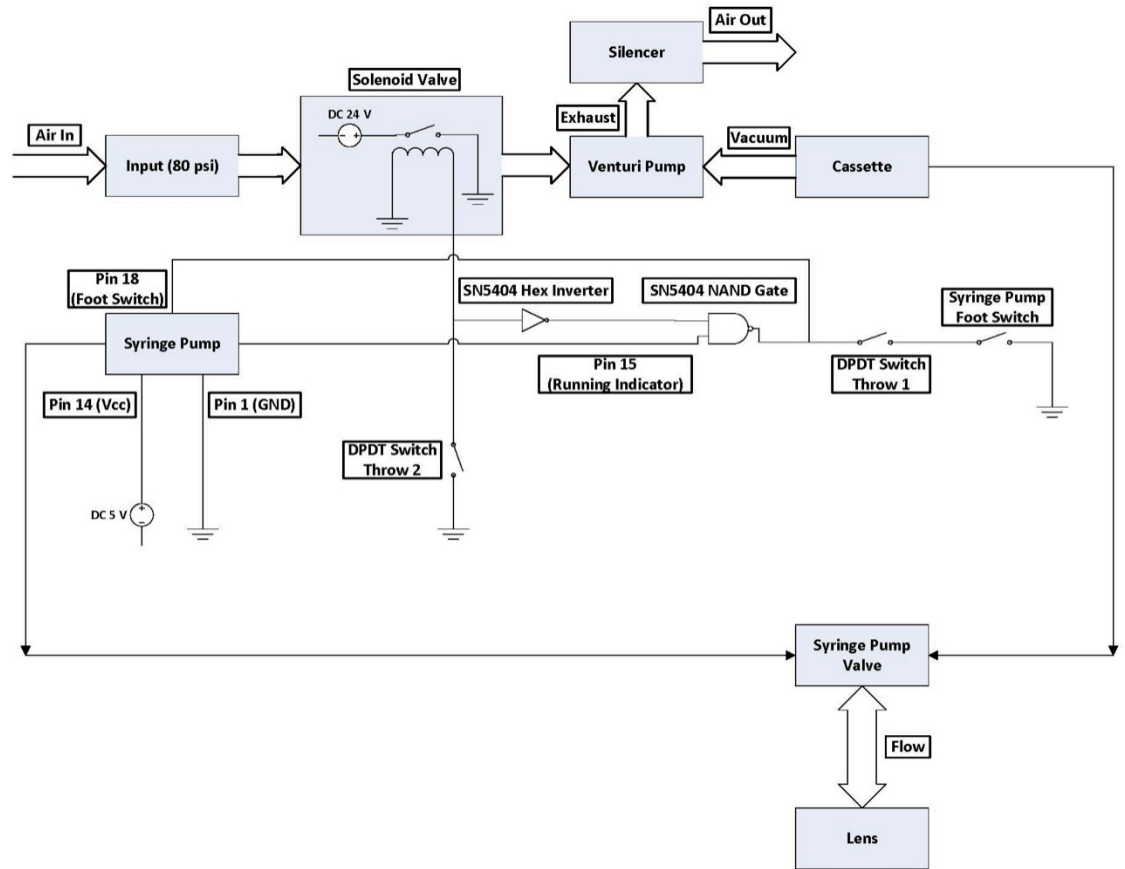 Air Out
Silencer
Solenoid Valve
DC 24 V
Exhaust
Vacuum
Air In
Input (80 psi)
Venturi Pump
Cassette
Pin 18
(Foot Switch)
SN5404 Hex Inverter
SN5404 NAND Gate
Syringe Pump
Foot Switch
Syringe Pump
Pin 15
(Running Indicator)
DPDT Switch
Throw 1
Pin 14 (Vcc)
Pin 1 (GND)
DPDT Switch
Throw 2
DC 5 V
Syringe Pump
Valve
Flow
Lens